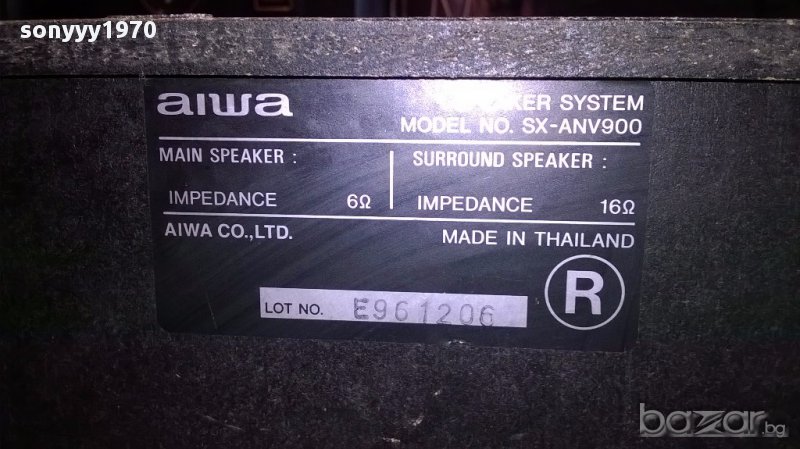 sonyyy1970
aiwa
SYSTEM
MODEL NO. SX-ANV900
MAIN SPEAKER :
SURROUND SPEAKER :
IMPEDANCE 6Ω
IMPEDANCE 16Ω
AIWA CO.,LTD.
MADE IN THAILAND
R
LOT NO. E961206
bazar.bg